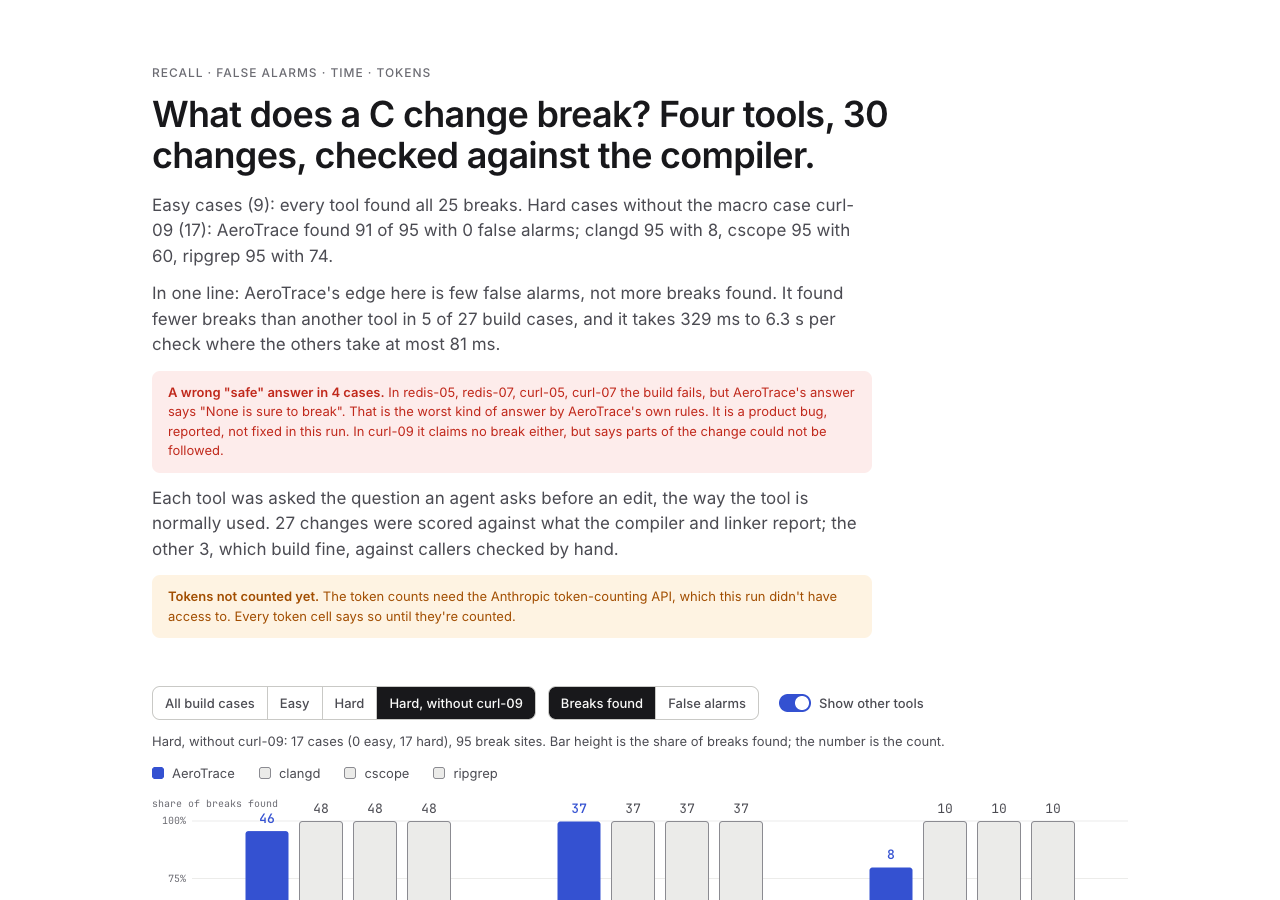 RECALL · FALSE ALARMS · TIME · TOKENS
What does a C change break? Four tools, 30
changes, checked against the compiler.
Easy cases (9): every tool found all 25 breaks. Hard cases without the macro case curl-
09 (17): AeroTrace found 91 of 95 with 0 false alarms; clangd 95 with 8, cscope 95 with
60, ripgrep 95 with 74.
In one line: AeroTrace's edge here is few false alarms, not more breaks found. It found
fewer breaks than another tool in 5 of 27 build cases, and it takes 329 ms to 6.3 s per
check where the others take at most 81 ms.
A wrong "safe" answer in 4 cases. In redis-05, redis-07, curl-05, curl-07 the build fails, but AeroTrace's answer
says "None is sure to break". That is the worst kind of answer by AeroTrace's own rules. It is a product bug,
reported, not fixed in this run. In curl-09 it claims no break either, but says parts of the change could not be
followed.
Each tool was asked the question an agent asks before an edit, the way the tool is
normally used. 27 changes were scored against what the compiler and linker report; the
other 3, which build fine, against callers checked by hand.
Tokens not counted yet. The token counts need the Anthropic token-counting API, which this run didn't have
access to. Every token cell says so until they're counted.
All build cases Easy Hard Hard, without curl-09 Breaks found False alarms Show other tools
Hard, without curl-09: 17 cases (0 easy, 17 hard), 95 break sites. Bar height is the share of breaks found; the number is the count.
AeroTrace clangd cscope ripgrep
share of breaks found
46 48 48 48 37 37 37 37 8 10 10 10
100%
75%